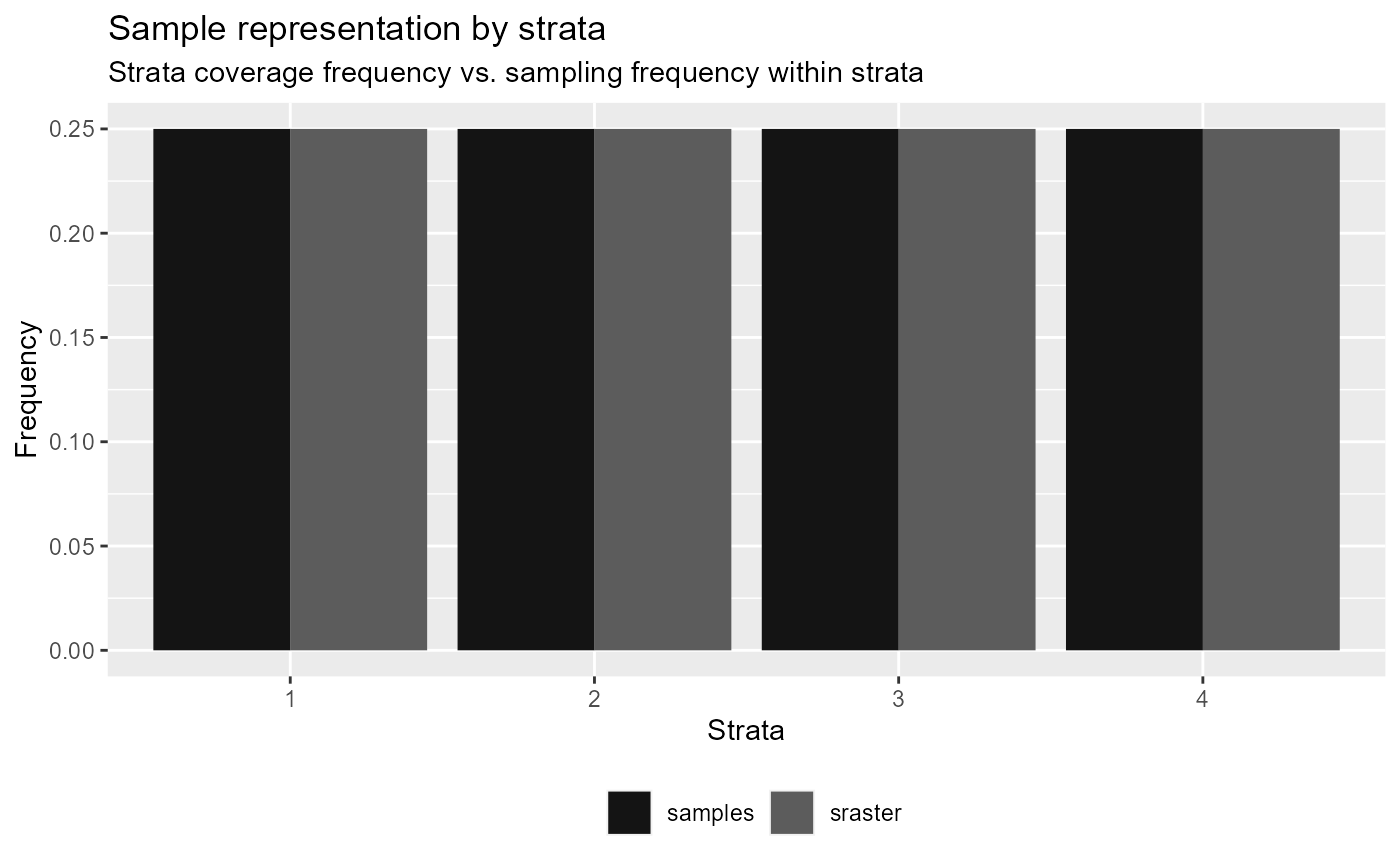 Sample representation by strata
Strata coverage frequency vs. sampling frequency within strata
Frequency
0.25
0.20
0.15
0.10
0.05
0.00
1 2 3 4
Strata
samples sraster